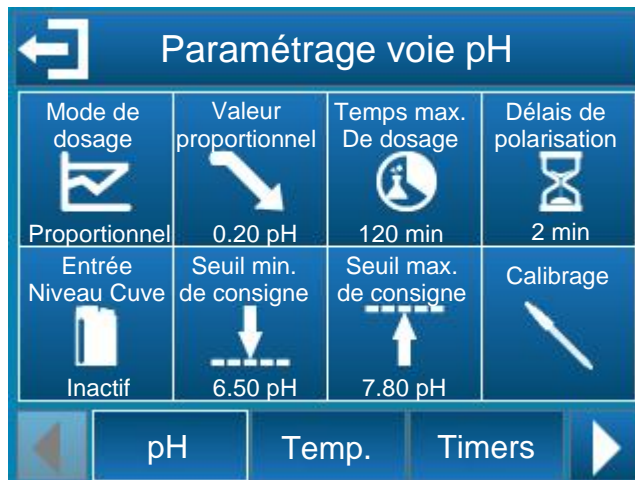 Paramétrage voie pH
Mode de
dosage
Proportionnel
Valeur
proportionnel
0.20 pH
Temps max.
De dosage
120 min
Délais de
polarisation
2 min
Entrée
Niveau Cuve
Inactif
Seuil min.
de consigne
6.50 pH
Seuil max.
de consigne
7.80 pH
Calibrage
pH
Temp.
Timers